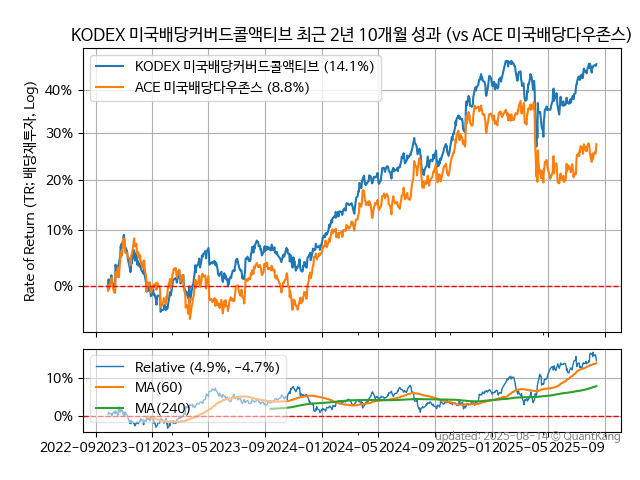 KODEX 미국배당커버드콜액티브 최근 2년 10개월 성과 (vs ACE 미국배당다우존스)
KODEX 미국배당커버드콜액티브 (14.1%)
ACE 미국배당다우존스 (8.8%)
Rate of Return (TR: 배당재투자, Log)
40%
30%
20%
10%
0%
Relative (4.9%, −4.7%)
MA(60)
MA(240)
10%
0%
2022−09
2023−01
2023−05
2023−09
2024−01
2024−05
2024−09
2025−01
2025−05
2025−09
updated: 2025−08−14 © QuantKang